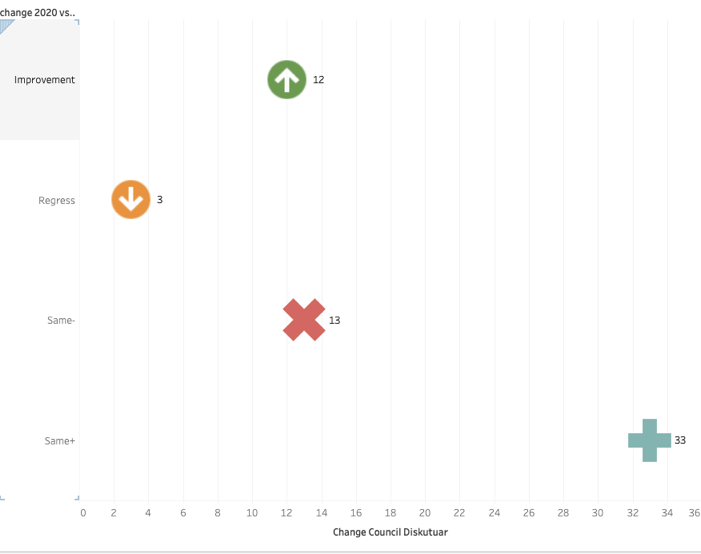 change 2020 vs..
Improvement
12
Regress
3
Same-
13
Same+
33
0 2 4 6 8 10 12 14 16 18 20 22 24 26 28 30 32 34 36
Change Council Diskutuar